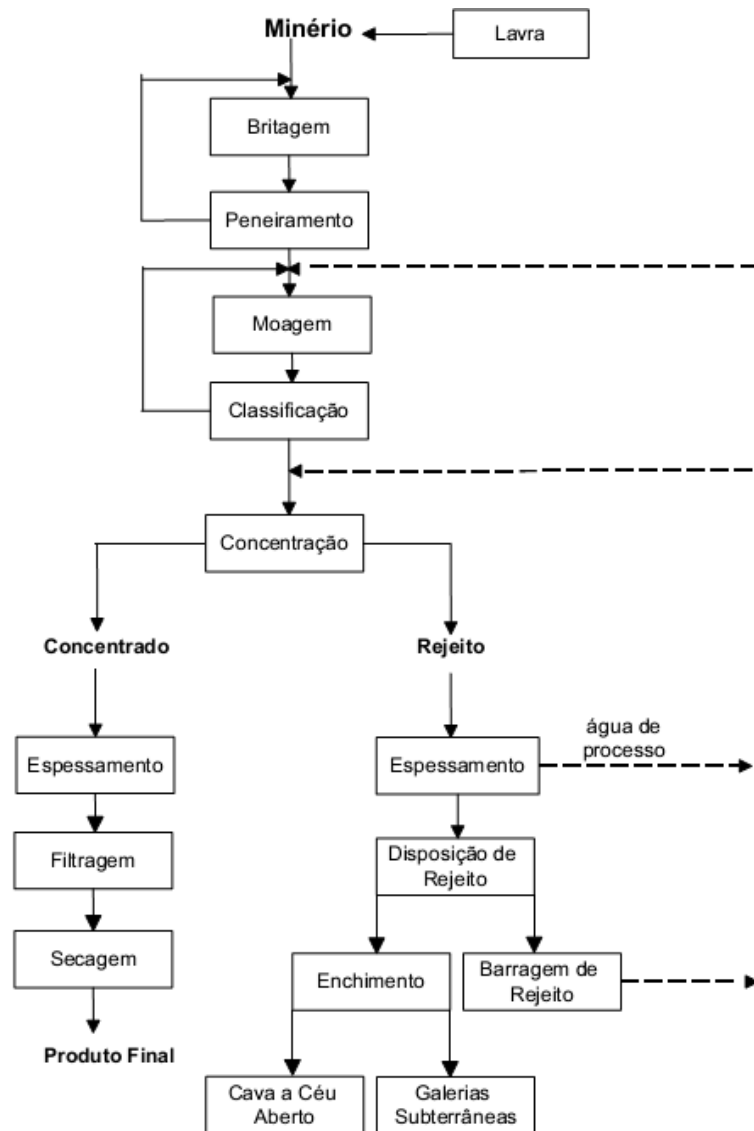 Minério
Lavra
Britagem
Peneiramento
Moagem
Classificação
Concentração
Concentrado
Rejeito
Espessamento
Espessamento
água de
processo
Filtragem
Disposição de
Rejeito
Secagem
Enchimento
Barragem de
Rejeito
Produto Final
Cava a Céu
Aberto
Galerias
Subterrâneas